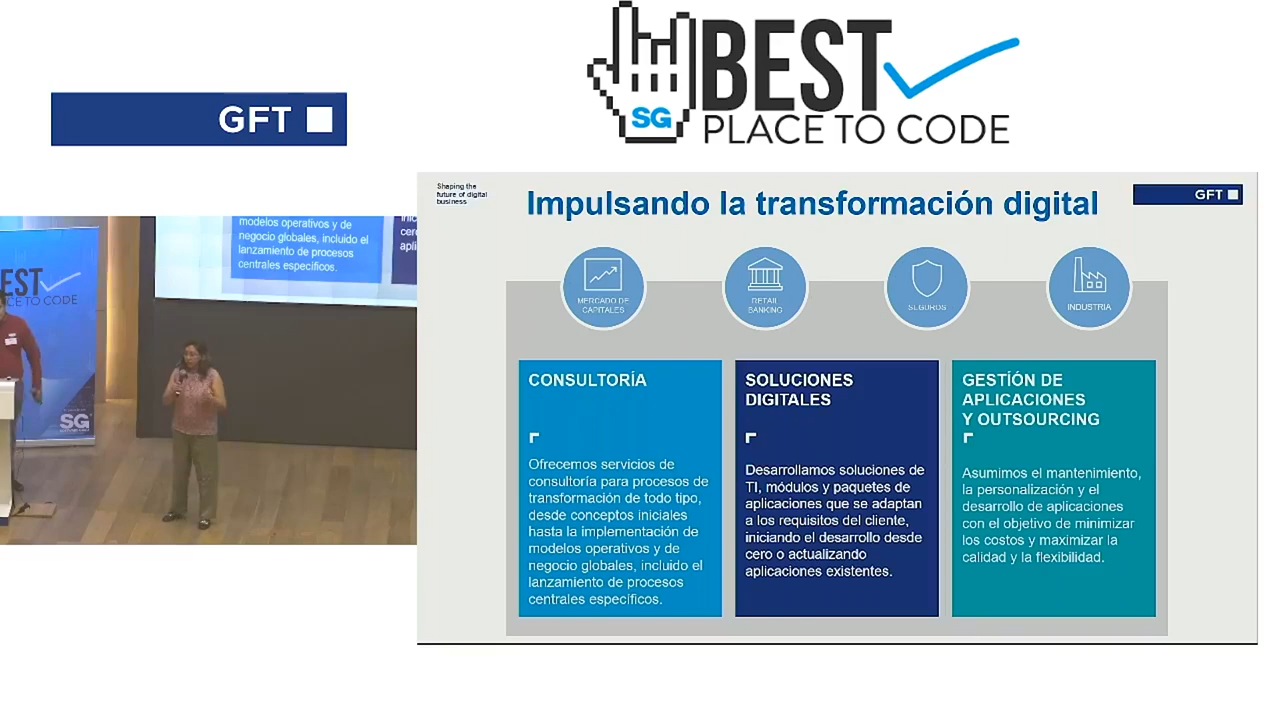 BEST
SG
PLACE TO CODE
GFT
Shaping the
future of digital
business
Impulsando la transformación digital
GFT
MERCADO DE
CAPITALES
RETAIL
BANKING
SEGUROS
INDUSTRIA
CONSULTORÍA
Ofrecemos servicios de
consultoría para procesos de
transformación de todo tipo,
desde conceptos iniciales
hasta la implementación de
modelos operativos y de
negocio globales, incluido el
lanzamiento de procesos
centrales específicos.
SOLUCIONES
DIGITALES
Desarrollamos soluciones de
TI, módulos y paquetes de
aplicaciones que se adaptan
a los requisitos del cliente,
iniciando el desarrollo desde
cero o actualizando
aplicaciones existentes.
GESTÍÓN DE
APLICACIONES
Y OUTSOURCING
Asumimos el mantenimiento,
la personalización y el
desarrollo de aplicaciones
con el objetivo de minimizar
los costos y maximizar la
calidad y la flexibilidad.
modelos operativos y de
negocio globales, incluido el
lanzamiento de procesos
centrales específicos.
cer
apli
EST
CE TO CODE
SG